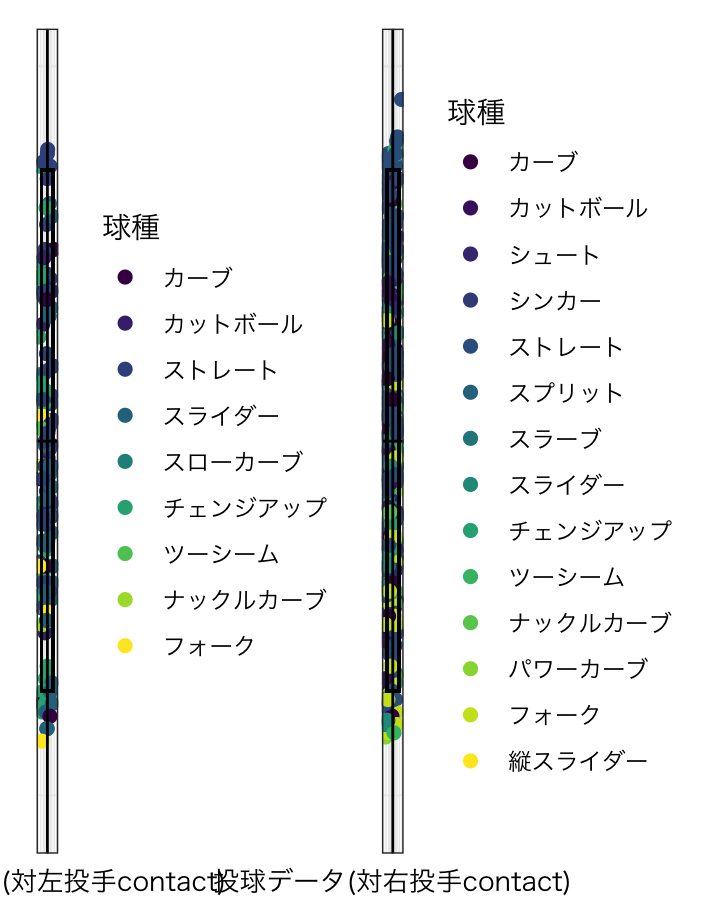 球種
カーブ
カットボール
ストレート
スライダー
スローカーブ
チェンジアップ
ツーシーム
ナックルカーブ
フォーク
球種
カーブ
カットボール
シュート
シンカー
ストレート
スプリット
スラーブ
スライダー
チェンジアップ
ツーシーム
ナックルカーブ
パワーカーブ
フォーク
縦スライダー
(対左投手contact)
投球データ(対右投手contact)